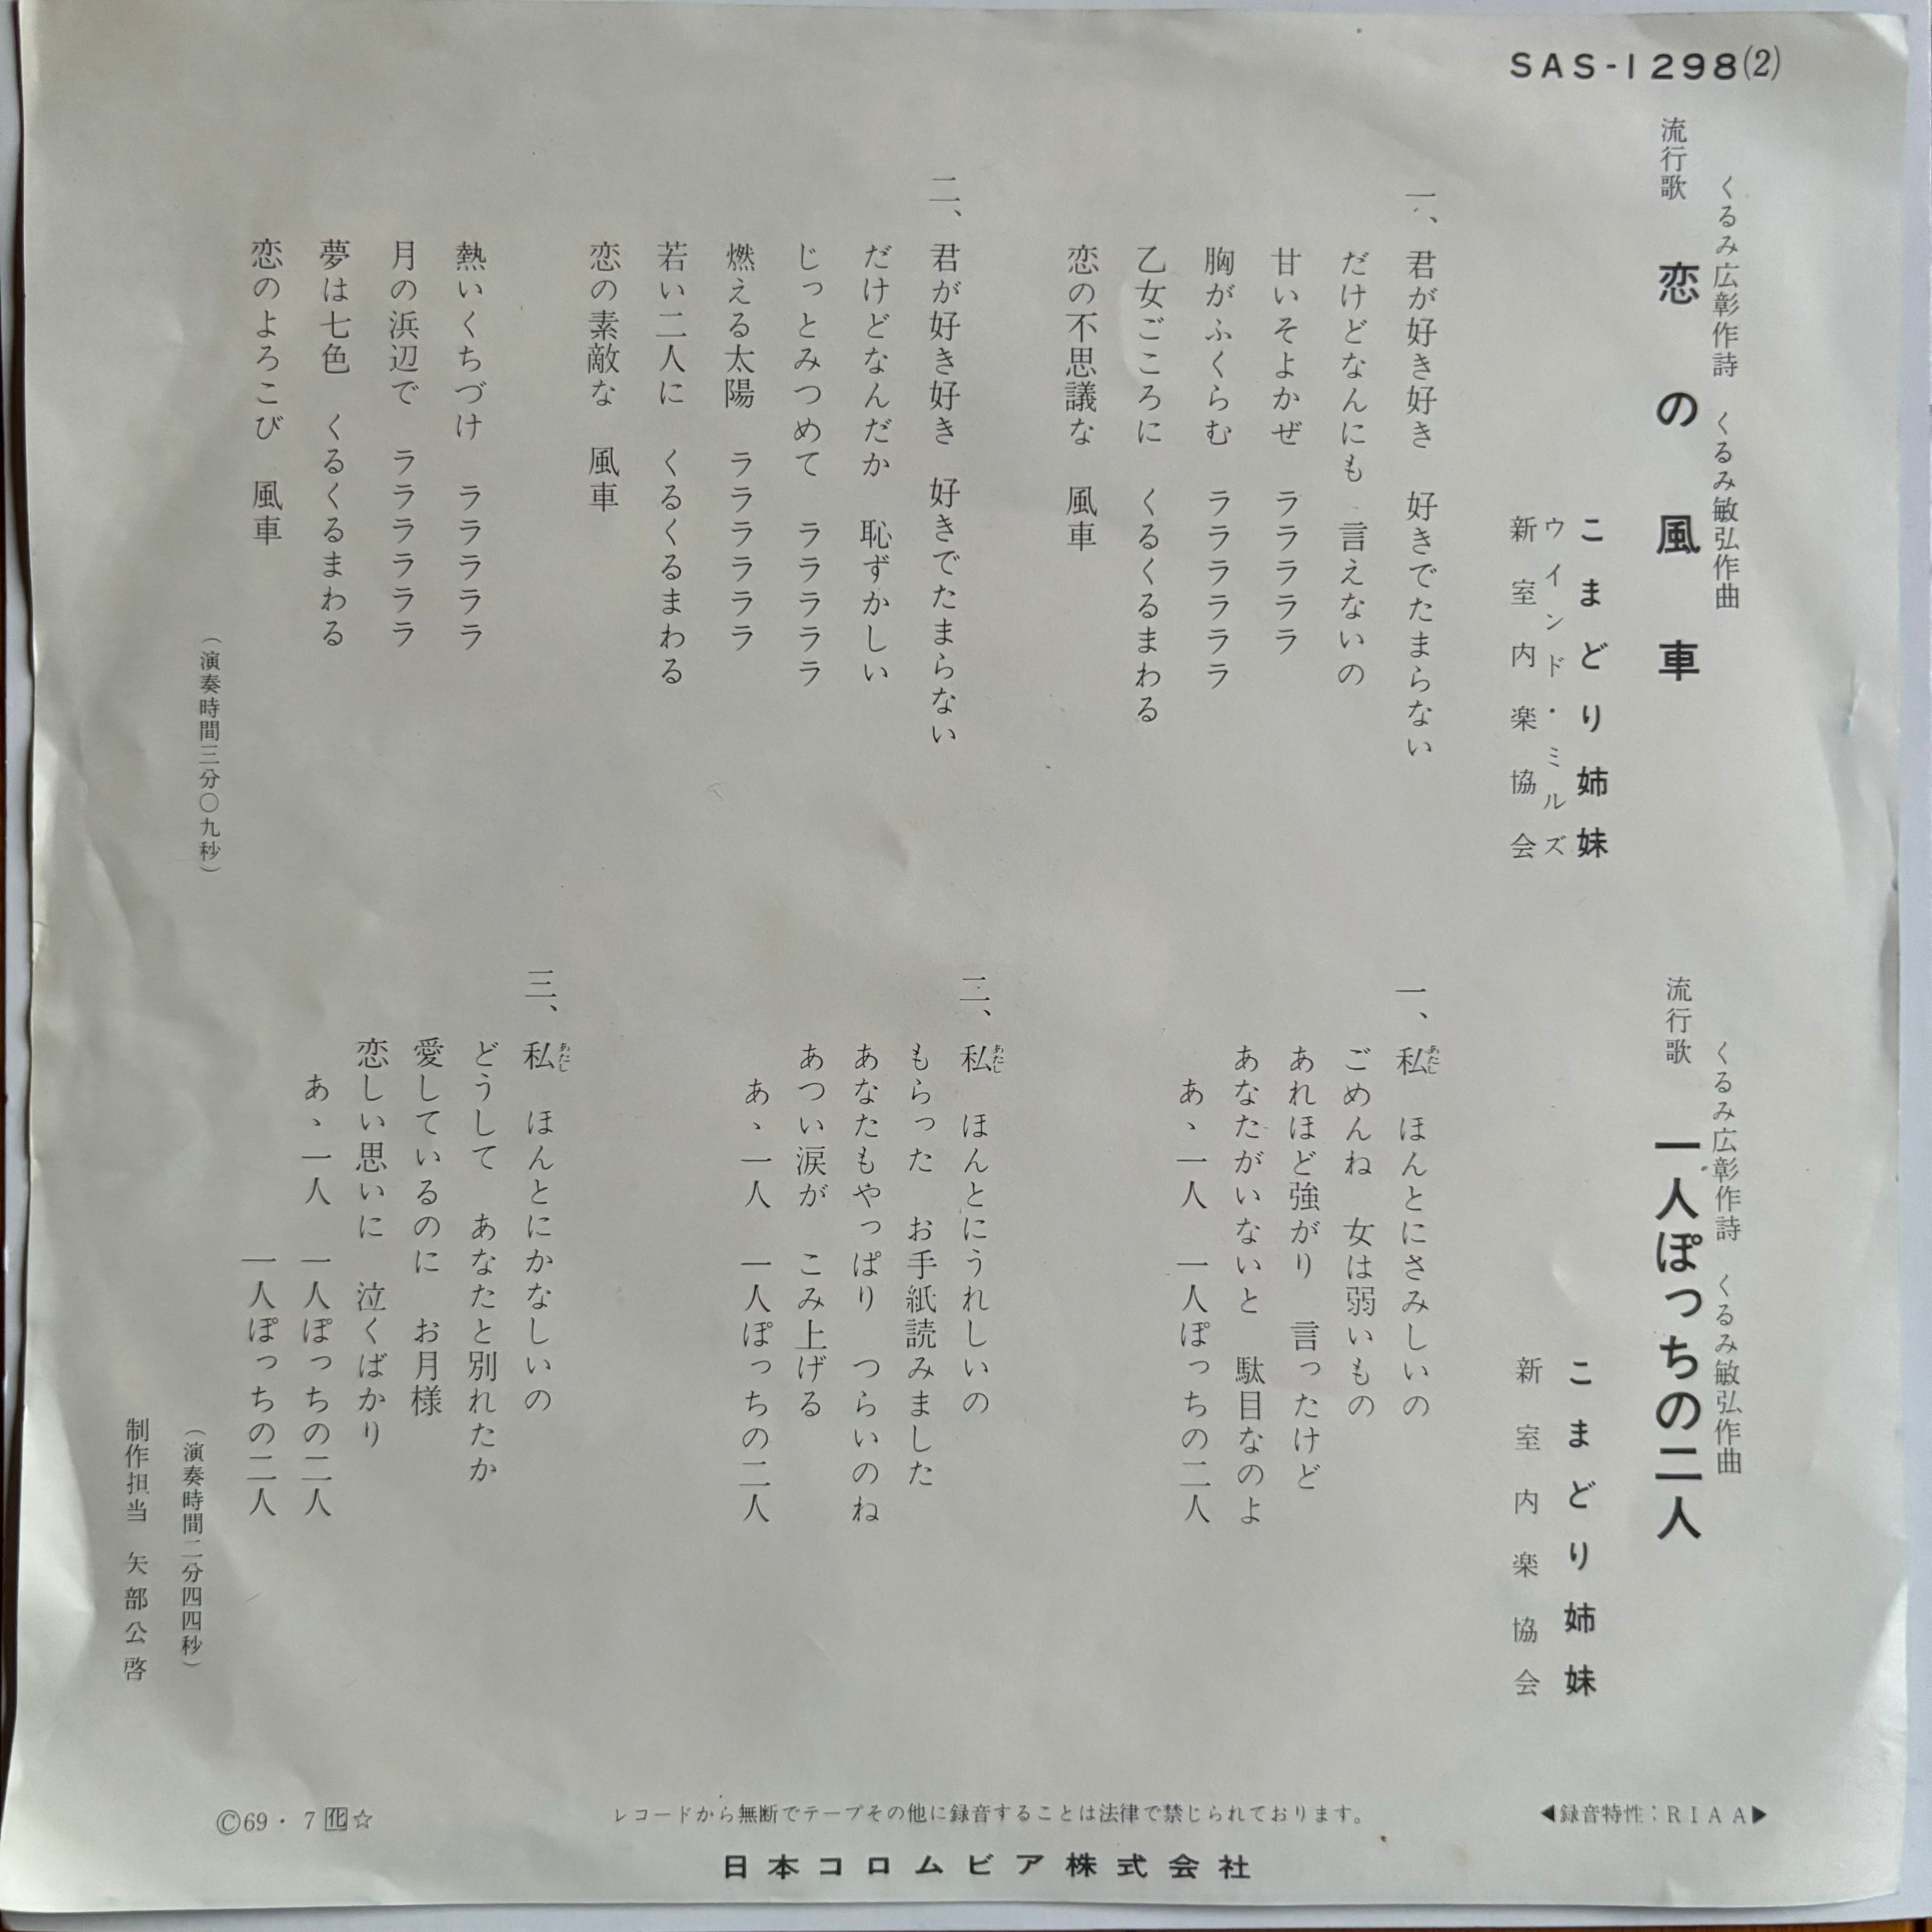 SAS-1298(2)
くるみ広彰作詩 くるみ敏弘作曲
流行歌 恋の風車
こまどり姉妹
ウインド・ミルズ
新室内楽協会
一、君が好き好き 好きでたまらない
だけどなんにも 言えないの
甘いそよかぜ ララララララ
胸がふくらむ ララララララ
乙女ごころに くるくるまわる
恋の不思議な 風車
二、君が好き好き 好きでたまらない
だけどなんだか 恥ずかしい
じっとみつめて ラララララ
燃える太陽 ララララララ
若い二人に くるくるまわる
恋の素敵な 風車
熱いくちづけ ラララララ
月の浜辺で ララララララ
夢は七色 くるくるまわる
恋のよろこび 風車
（演奏時間三分〇九秒）
くるみ広彰作詩 くるみ敏弘作曲
流行歌 一人ぽっちの二人
こまどり姉妹
新室内楽協会
一、私あたし ほんとにさみしいの
ごめんね 女は弱いもの
あれほど強がり 言ったけど
あなたがいないと 駄目なのよ
あゝ一人 一人ぽっちの二人
二、私あたし ほんとにうれしいの
もらった お手紙読みました
あなたもやっぱり つらいのね
あつい涙が こみ上げる
あゝ一人 一人ぽっちの二人
三、私あたし ほんとにかなしいの
どうして あなたと別れたか
愛しているのに お月様
恋しい思いに 泣くばかり
あゝ一人 一人ぽっちの二人
一人ぽっちの二人
（演奏時間二分四四秒）
制作担当 矢部公啓
◀録音特性：RIAA▶
レコードから無断でテープその他に録音することは法律で禁じられております。
Ⓒ69・7化☆
日本コロムビア株式会社